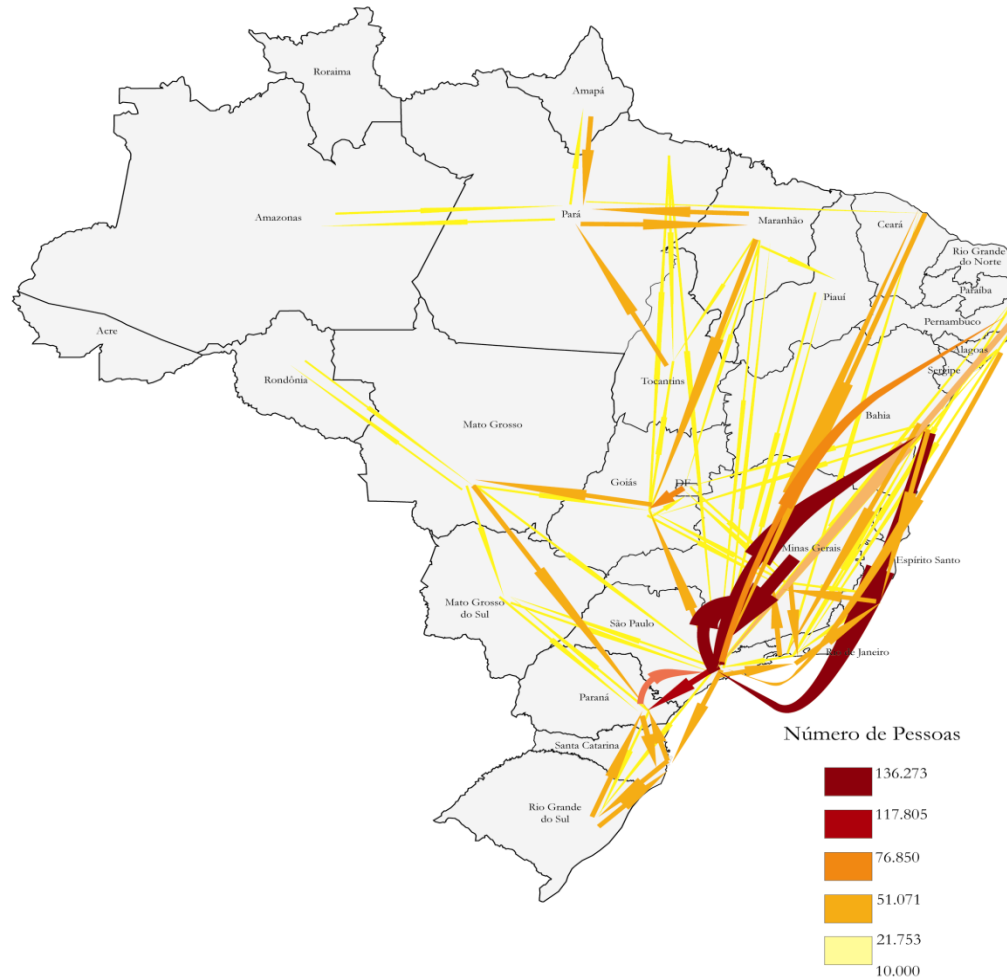 Roraima
Amapá
Amazonas
Pará
Maranhão
Ceará
Rio Grande
do Norte
Paraíba
Piauí
Pernambuco
Acre
Alagoas
Sergipe
Rondônia
Tocantins
Bahia
Mato Grosso
Goiás
DF
Minas Gerais
Espírito Santo
Mato Grosso
do Sul
São Paulo
Rio de Janeiro
Paraná
Santa Catarina
Rio Grande
do Sul
Número de Pessoas
136.273
117.805
76.850
51.071
21.753
10.000